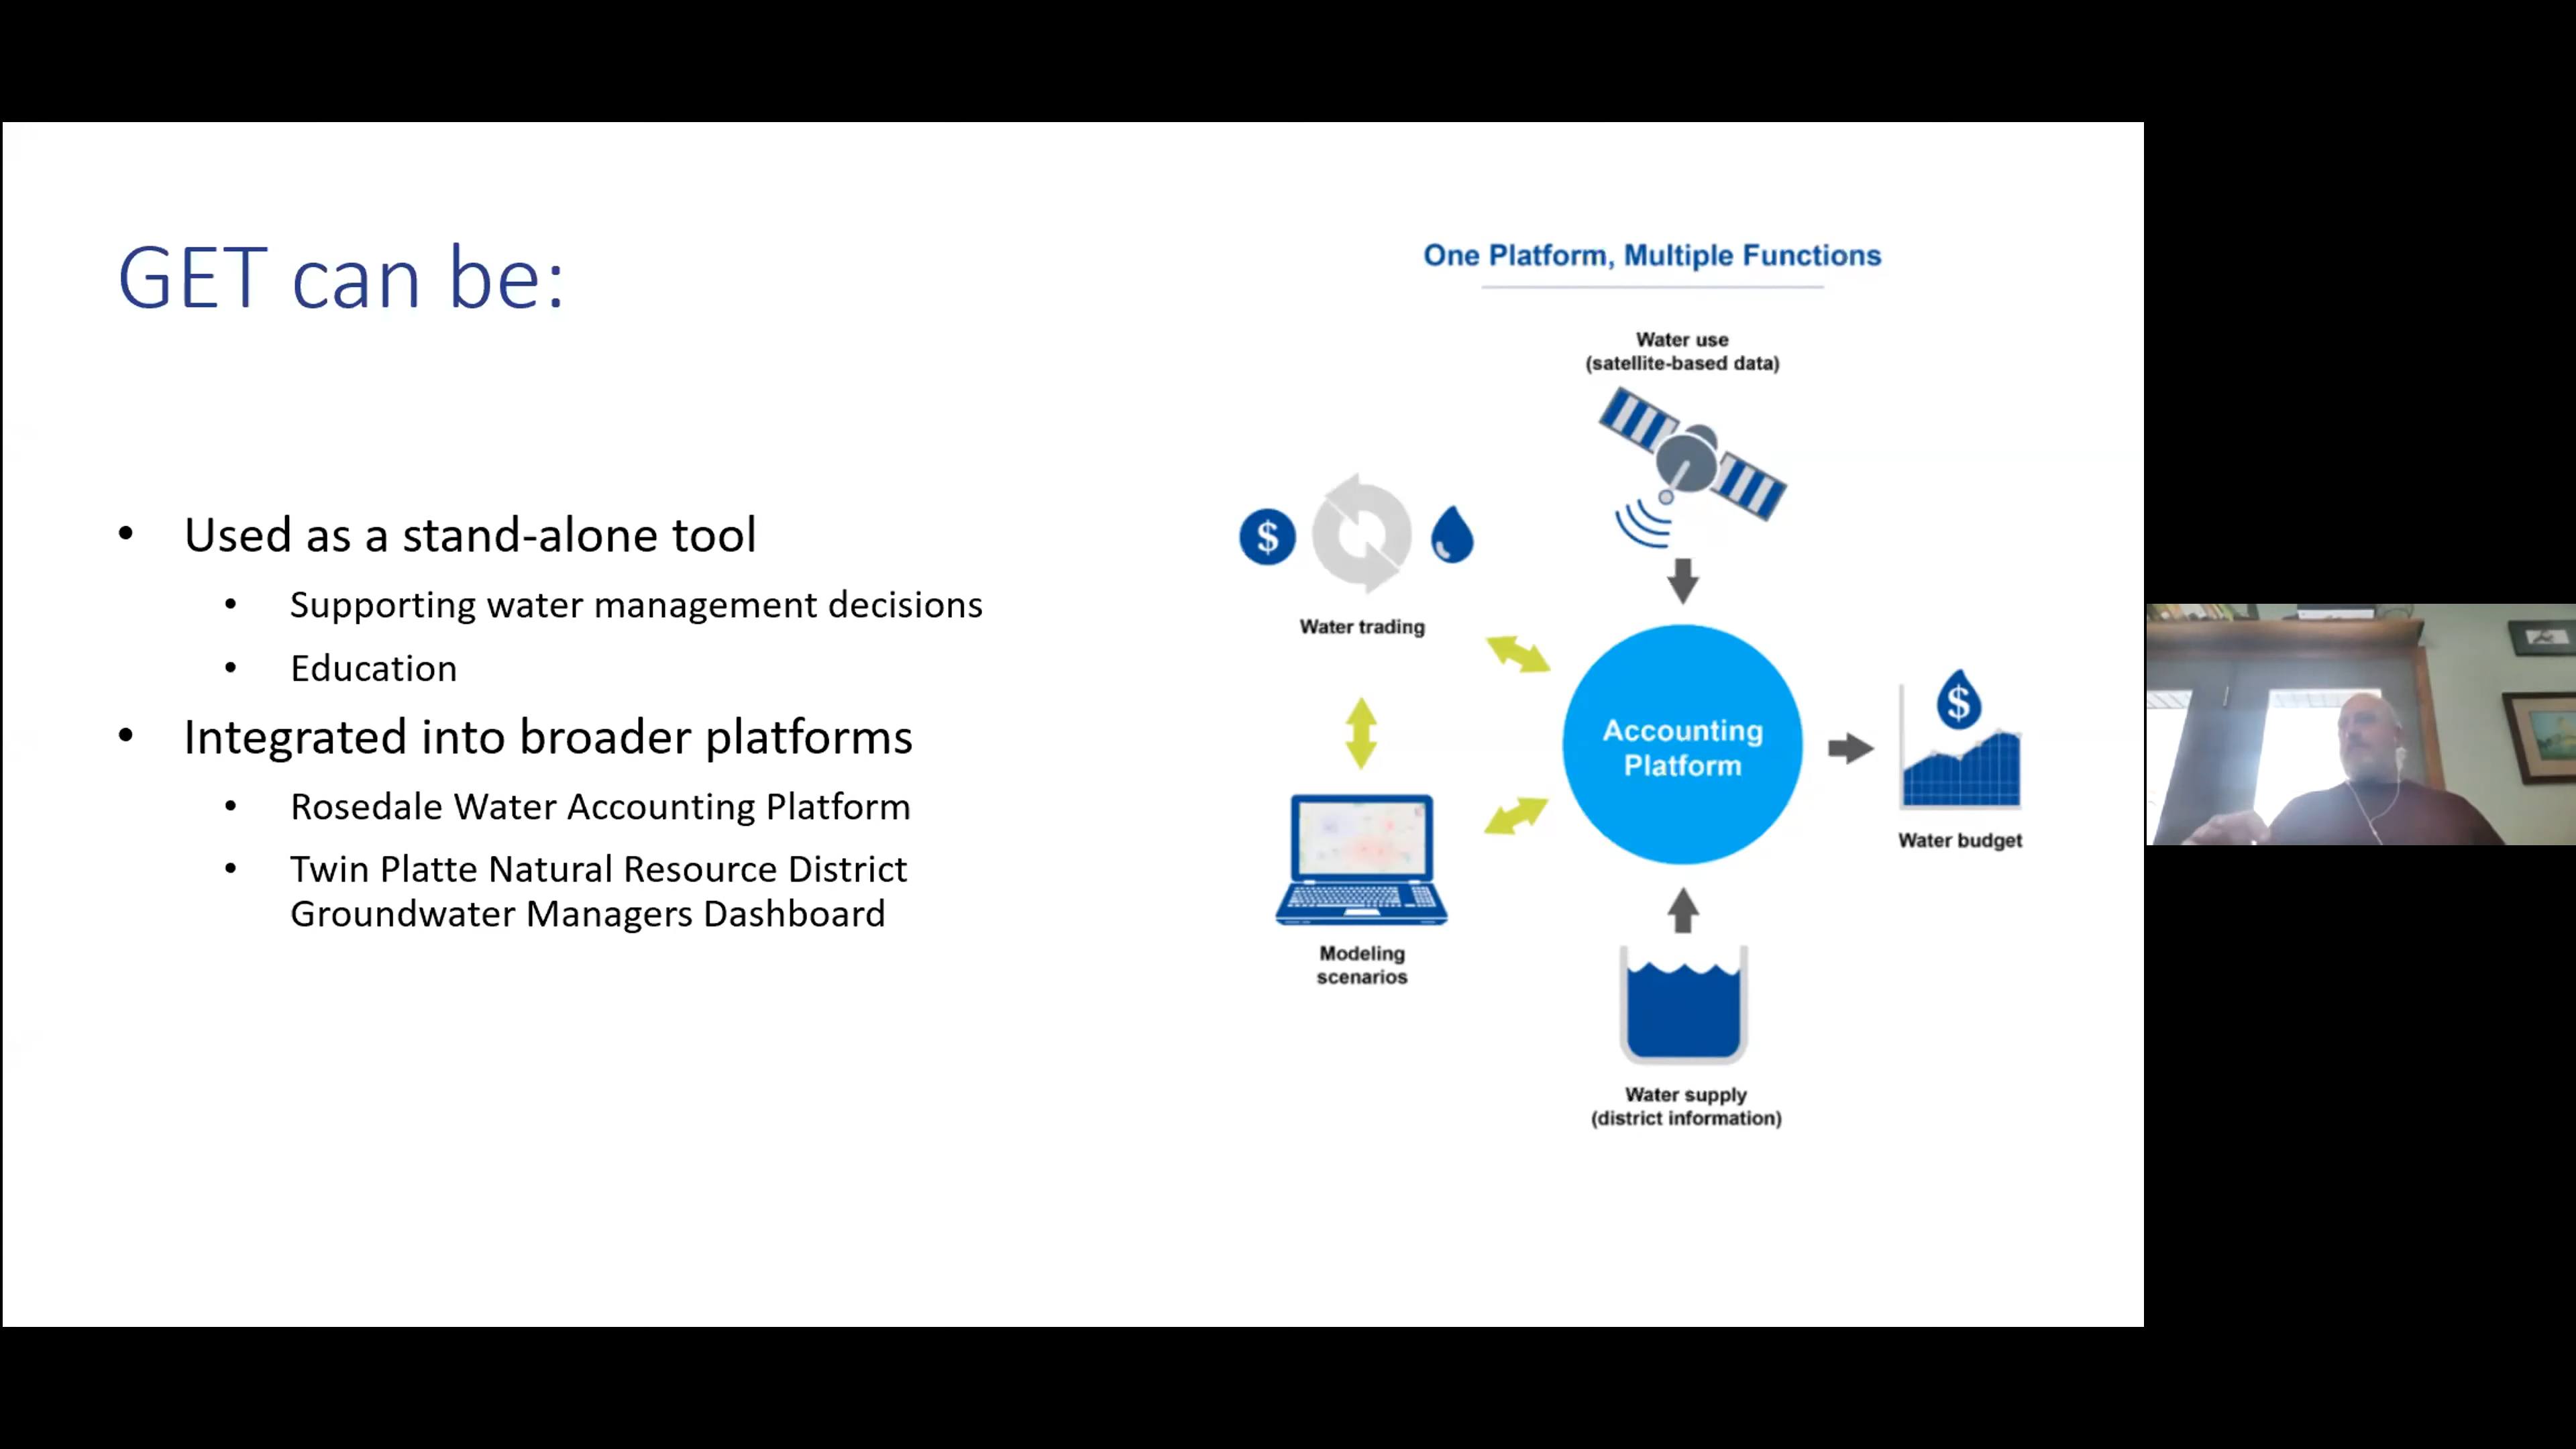 GET can be:
• Used as a stand-alone tool
• Supporting water management decisions
• Education
• Integrated into broader platforms
• Rosedale Water Accounting Platform
• Twin Platte Natural Resource District
Groundwater Managers Dashboard
One Platform, Multiple Functions
Water use
(satellite-based data)
$
Water trading
Accounting
Platform
$
Water budget
Modeling
scenarios
Water supply
(district information)